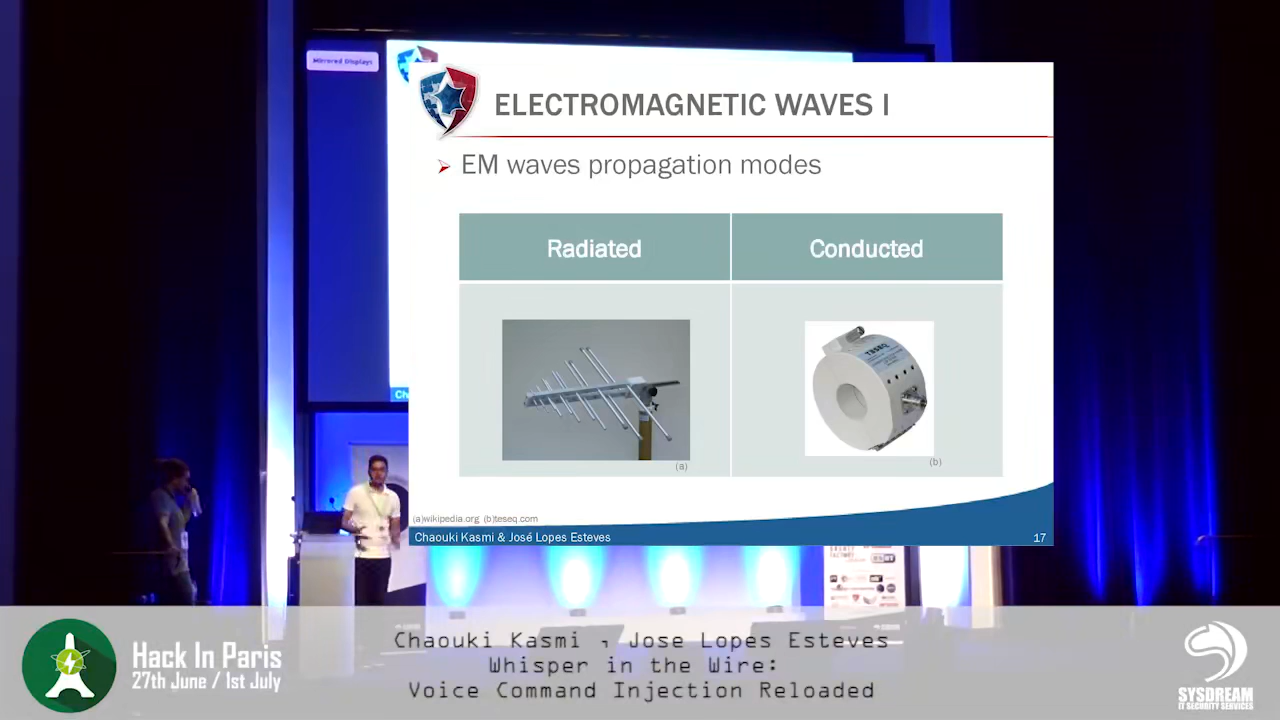 Mirrored Displays
ELECTROMAGNETIC WAVES I
EM waves propagation modes
Radiated
Conducted
TESEQ
(a)
(b)
(a)wikipedia.org (b)teseq.com
Chaouki Kasmi & José Lopes Esteves
17
Ch
Hack In Paris
27th June / 1st July
Chaouki Kasmi , Jose Lopes Esteves
Whisper in the Wire:
Voice Command Injection Reloaded
SYSDREAM
IT SECURITY SERVICES